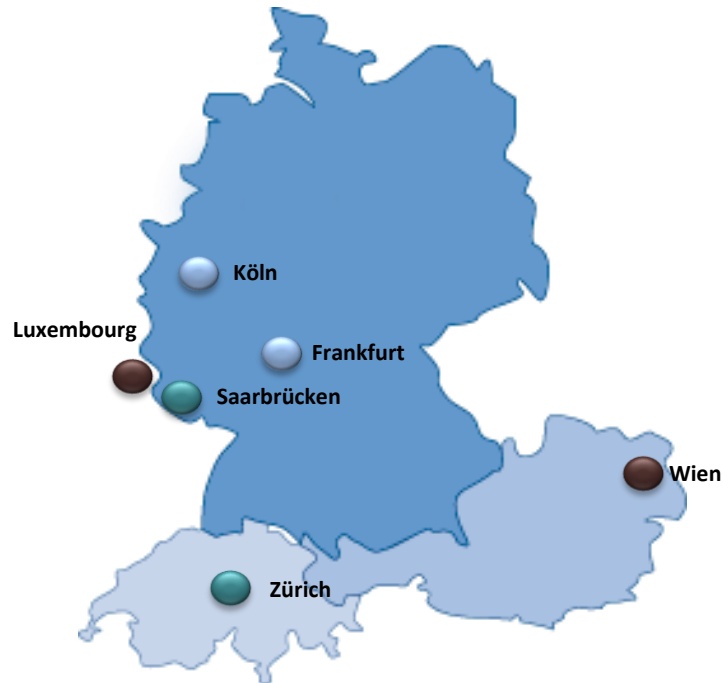 Köln
Luxembourg
Frankfurt
Saarbrücken
Wien
Zürich